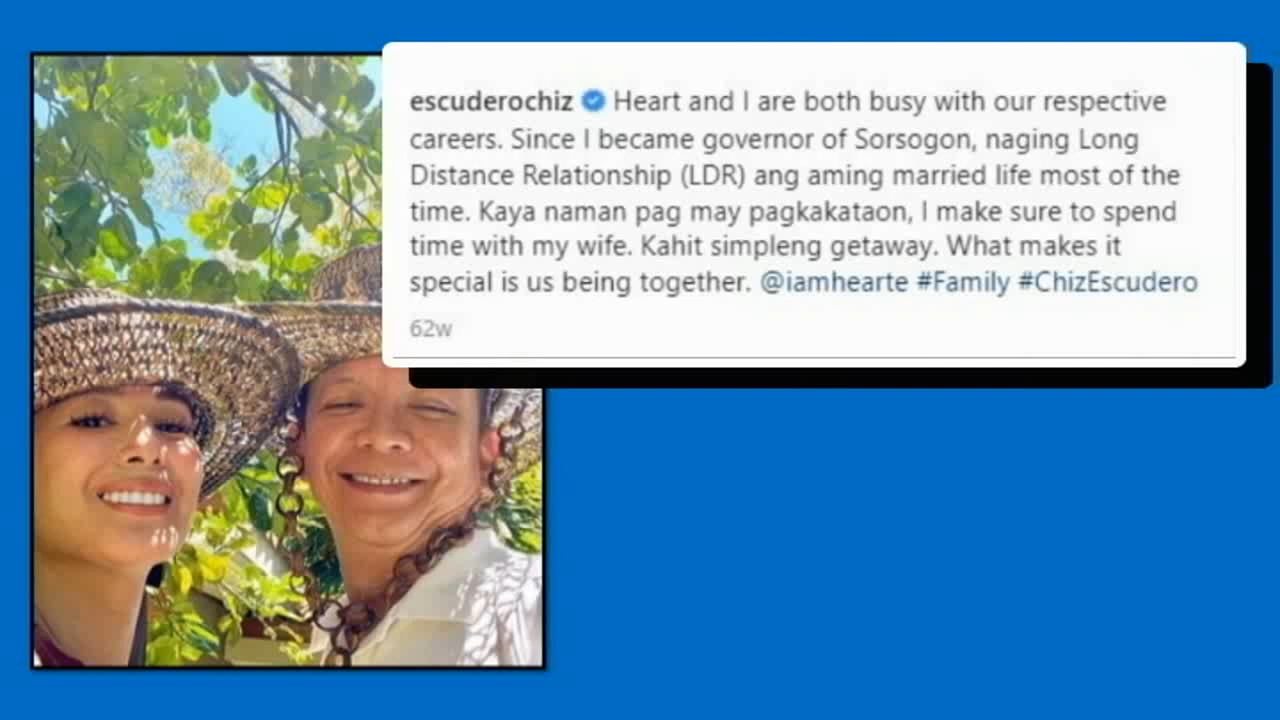 escuderochiz Heart and I are both busy with our respective
careers. Since I became governor of Sorsogon, naging Long
Distance Relationship (LDR) ang aming married life most of the
time. Kaya naman pag may pagkakataon, I make sure to spend
time with my wife. Kahit simpleng getaway. What makes it
special is us being together. @iamhearte #Family #ChizEscudero
62w